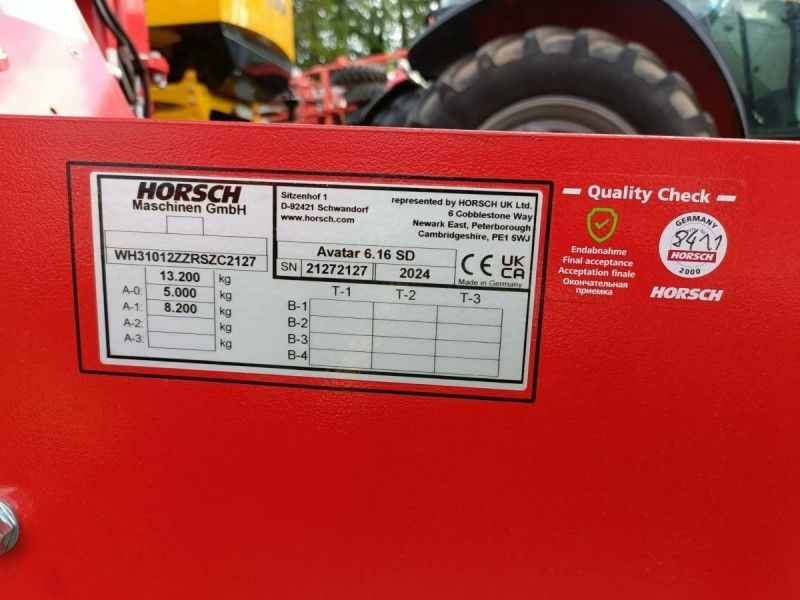 HORSCH
Maschinen GmbH
WH31012ZZRSZC2127
13.200 kg
A-0: 5.000 kg
A-1: 8.200 kg
A-2: kg
A-3: kg
Sitzenhof 1
D-92421 Schwandorf
www.horsch.com
represented by HORSCH UK Ltd.
6 Cobblestone Way
Newark East, Peterborough
Cambridgeshire, PE1 5WJ
Avatar 6.16 SD
SN 21272127 2024
CE UK CA
Made in Germany
T-1 T-2 T-3
B-1
B-2
B-3
B-4
Quality Check
Endabnahme
Final acceptance
Acceptation finale
Окончательная
приемка
GERMANY
8411
HORSCH
2000
HORSCH